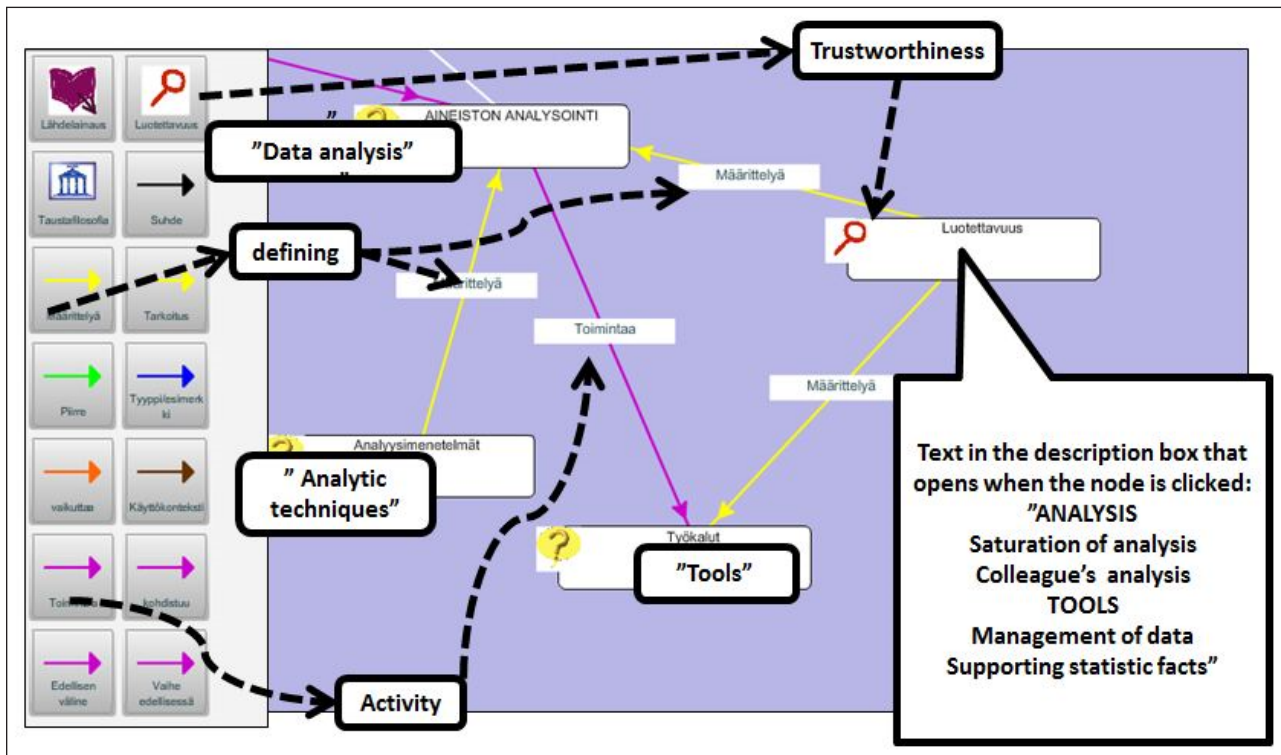 Trustworthiness
Lähdelainaus
Luotettavuus
Taustafilosofia
Suhde
Määrittelyä
Tarkoitus
Piirre
Tyyppi/esimerk
ki
vaikuttaa
Käyttökonteksti
kohdistuu
Edellisen
väline
Vaihe
edellisessä
"
AINEISTON ANALYSOINTI
"Data analysis"
"
Määrittelyä
defining
Luotettavuus
Määrittelyä
Toimintaa
Määrittelyä
Analyysimenetelmät
" Analytic
techniques"
Työkalut
"Tools"
Activity
Text in the description box that
opens when the node is clicked:
"ANALYSIS
Saturation of analysis
Colleague's analysis
TOOLS
Management of data
Supporting statistic facts"